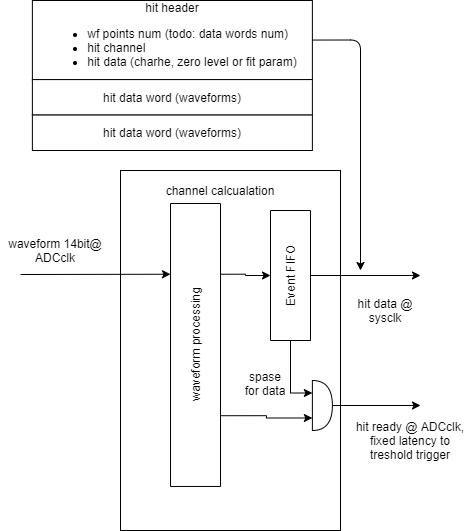 hit header
wf points num (todo: data words num)
hit channel
hit data (charhe, zero level or fit param)
hit data word (waveforms)
hit data word (waveforms)
channel calcualation
waveform 14bit@
ADCclk
waveform processing
Event FIFO
hit data @
sysclk
spase
for data
hit ready @ ADCclk,
fixed latency to
treshold trigger